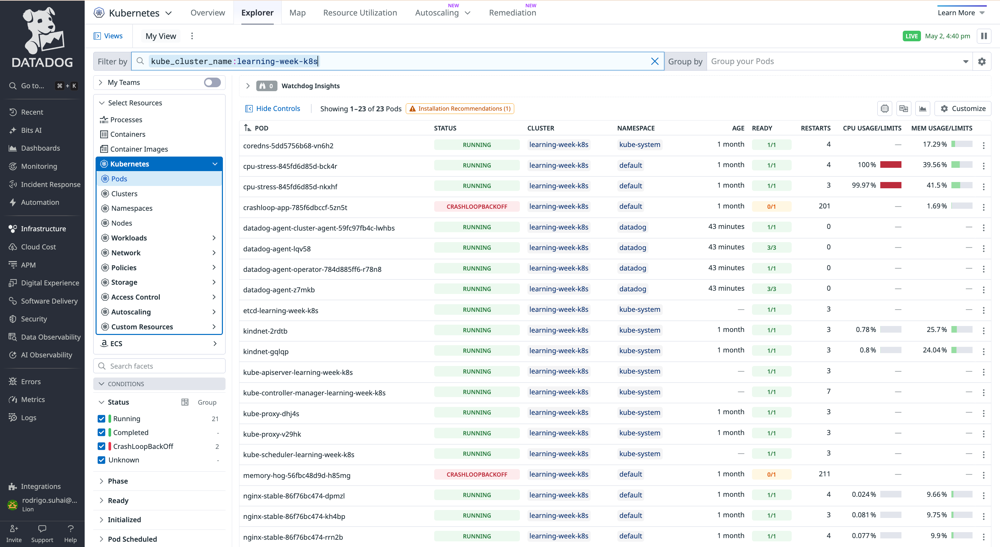 DATADOG
Go to... ⌘ + K
Recent
Bits AI
Dashboards
Monitoring
Incident Response
Automation
Infrastructure
Cloud Cost
APM
Digital Experience
Software Delivery
Security
Data Observability
AI Observability
Errors
Metrics
Logs
Integrations
rodrigo.suhai@...
Lion
Invite Support Help
Kubernetes Overview Explorer Map Resource Utilization Autoscaling NEW Remediation NEW Learn More
Views My View LIVE May 2, 4:40 pm
Filter by kube_cluster_name:learning-week-k8s Group by Group your Pods
My Teams
Select Resources
Processes
Containers
Container Images
Kubernetes
Pods
Clusters
Namespaces
Nodes
Workloads
Network
Policies
Storage
Access Control
Autoscaling
Custom Resources
ECS
Search facets
CONDITIONS
Status Group
Running 21
Completed -
CrashLoopBackOff 2
Unknown -
Phase
Ready
Initialized
Pod Scheduled
0 Watchdog Insights
Hide Controls Showing 1–23 of 23 Pods Installation Recommendations (1) Customize
POD STATUS CLUSTER NAMESPACE AGE READY RESTARTS CPU USAGE/LIMITS MEM USAGE/LIMITS
coredns-5dd5756b68-vn6h2 RUNNING learning-week-k8s kube-system 1 month 1/1 4 — 17.29%
cpu-stress-845fd6d85d-bck4r RUNNING learning-week-k8s default 1 month 1/1 4 100% 39.56%
cpu-stress-845fd6d85d-nkxhf RUNNING learning-week-k8s default 1 month 1/1 3 99.97% 41.5%
crashloop-app-785f6dbccf-5zn5t CRASHLOOPBACKOFF learning-week-k8s default 1 month 0/1 201 — 1.69%
datadog-agent-cluster-agent-59fc97fb4c-lwhbs RUNNING learning-week-k8s datadog 43 minutes 1/1 0 — —
datadog-agent-lqv58 RUNNING learning-week-k8s datadog 43 minutes 3/3 0 — —
datadog-agent-operator-784d885ff6-r78n8 RUNNING learning-week-k8s datadog 43 minutes 1/1 0 — —
datadog-agent-z7mkb RUNNING learning-week-k8s datadog 43 minutes 3/3 0 — —
etcd-learning-week-k8s RUNNING learning-week-k8s kube-system — 1/1 3 — —
kindnet-2rdtb RUNNING learning-week-k8s kube-system 1 month 1/1 3 0.78% 25.7%
kindnet-gqlqp RUNNING learning-week-k8s kube-system 1 month 1/1 3 0.8% 24.04%
kube-apiserver-learning-week-k8s RUNNING learning-week-k8s kube-system — 1/1 3 — —
kube-controller-manager-learning-week-k8s RUNNING learning-week-k8s kube-system — 1/1 7 — —
kube-proxy-dhj4s RUNNING learning-week-k8s kube-system 1 month 1/1 3 — —
kube-proxy-v29hk RUNNING learning-week-k8s kube-system 1 month 1/1 3 — —
kube-scheduler-learning-week-k8s RUNNING learning-week-k8s kube-system — 1/1 3 — —
memory-hog-56fbc48d9d-h85mg CRASHLOOPBACKOFF learning-week-k8s default 1 month 0/1 211 — —
nginx-stable-86f76bc474-dpmzl RUNNING learning-week-k8s default 1 month 1/1 4 0.024% 9.66%
nginx-stable-86f76bc474-kh4bp RUNNING learning-week-k8s default 1 month 1/1 3 0.081% 9.75%
nginx-stable-86f76bc474-rrn2b RUNNING learning-week-k8s default 1 month 1/1 4 0.077% 9.9%